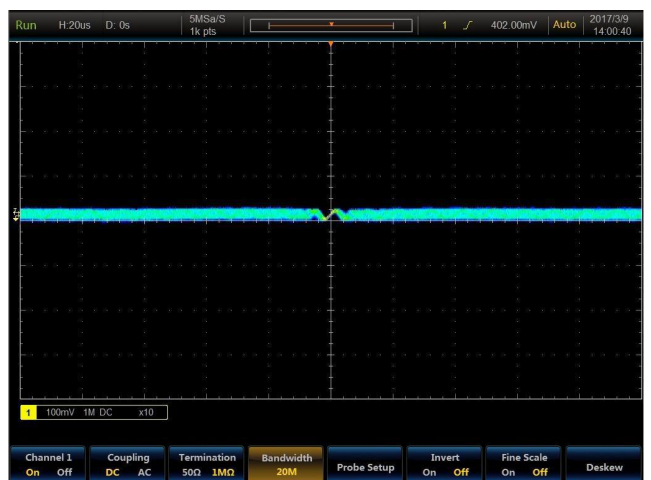 Run H:20us D: 0s 5MSa/S 1k pts 1 402.00mV Auto 2017/3/9 14:00:40
1 100mV 1M DC x10
Channel 1 Coupling Termination Bandwidth Probe Setup Invert Fine Scale Deskew
On Off DC AC 50Ω 1MΩ 20M On Off On Off